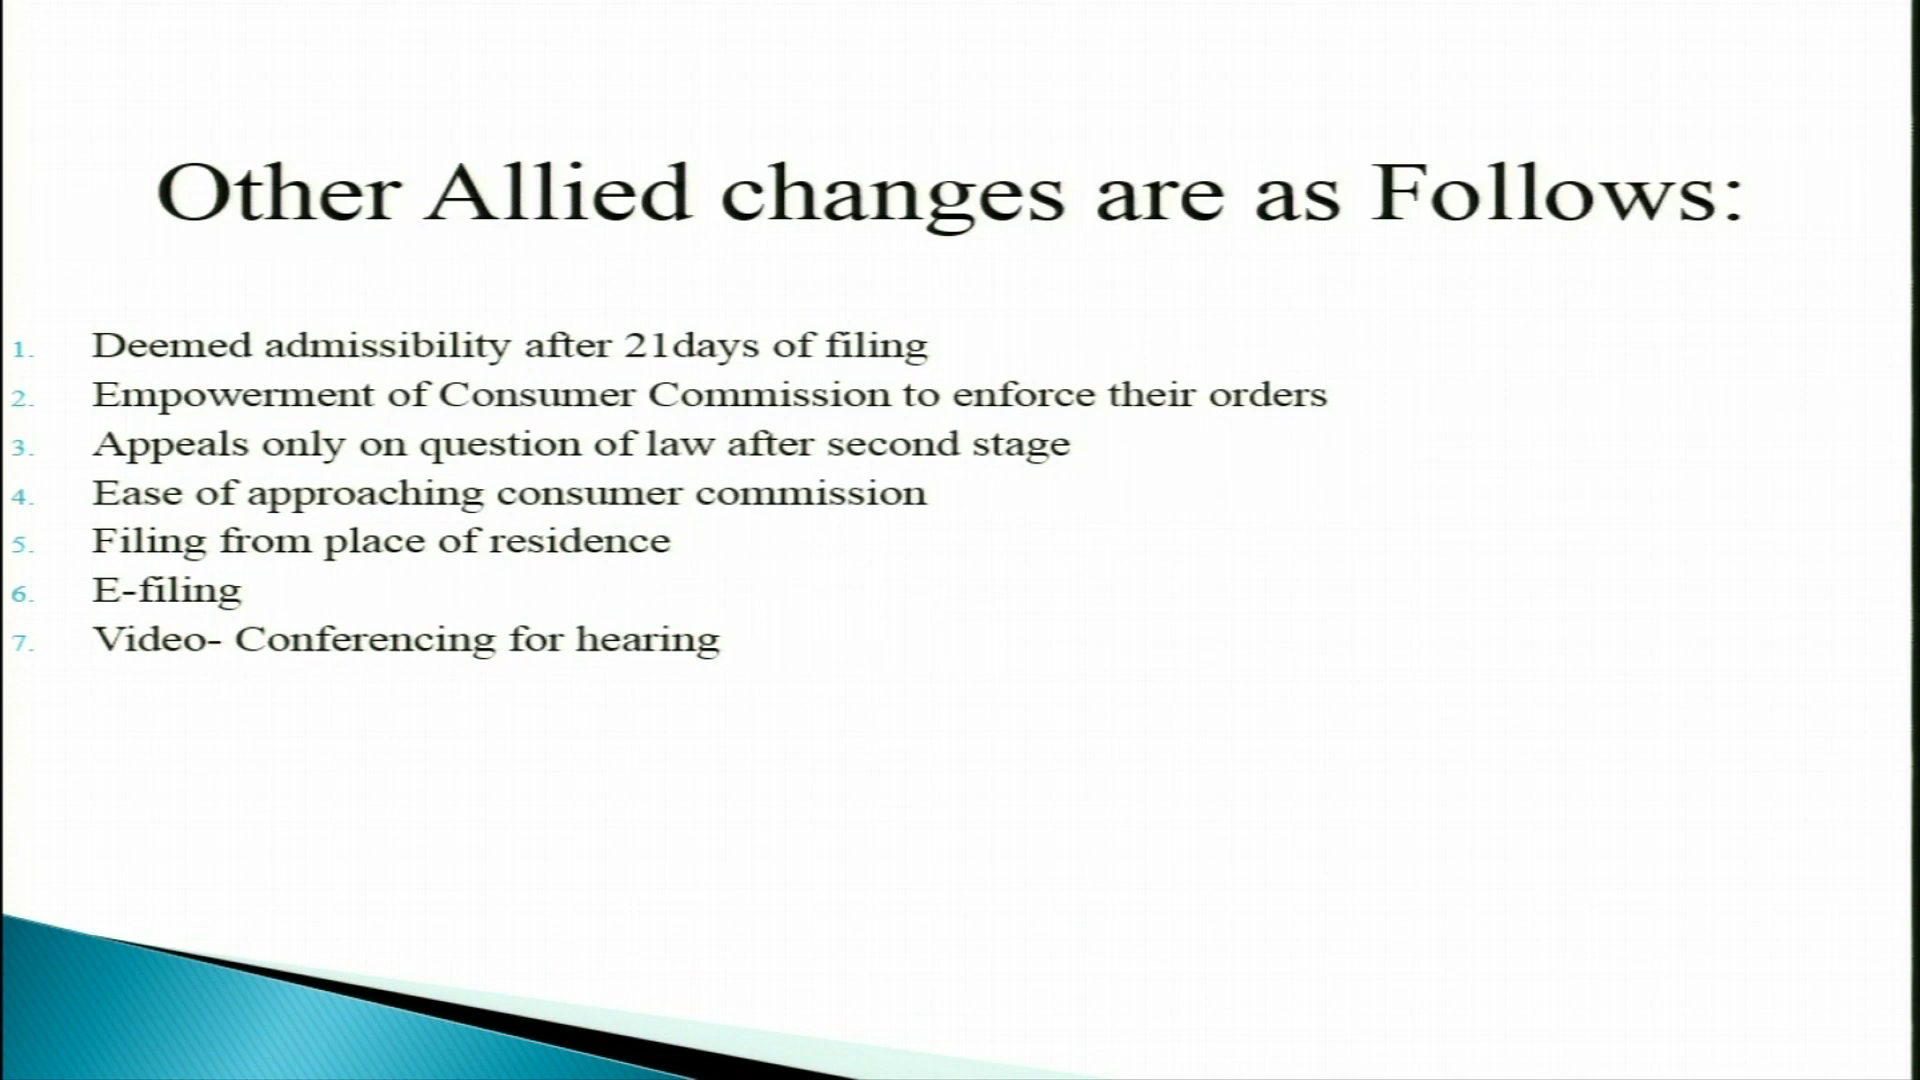 Other Allied changes are as Follows:
1. Deemed admissibility after 21days of filing
2. Empowerment of Consumer Commission to enforce their orders
3. Appeals only on question of law after second stage
4. Ease of approaching consumer commission
5. Filing from place of residence
6. E-filing
7. Video- Conferencing for hearing